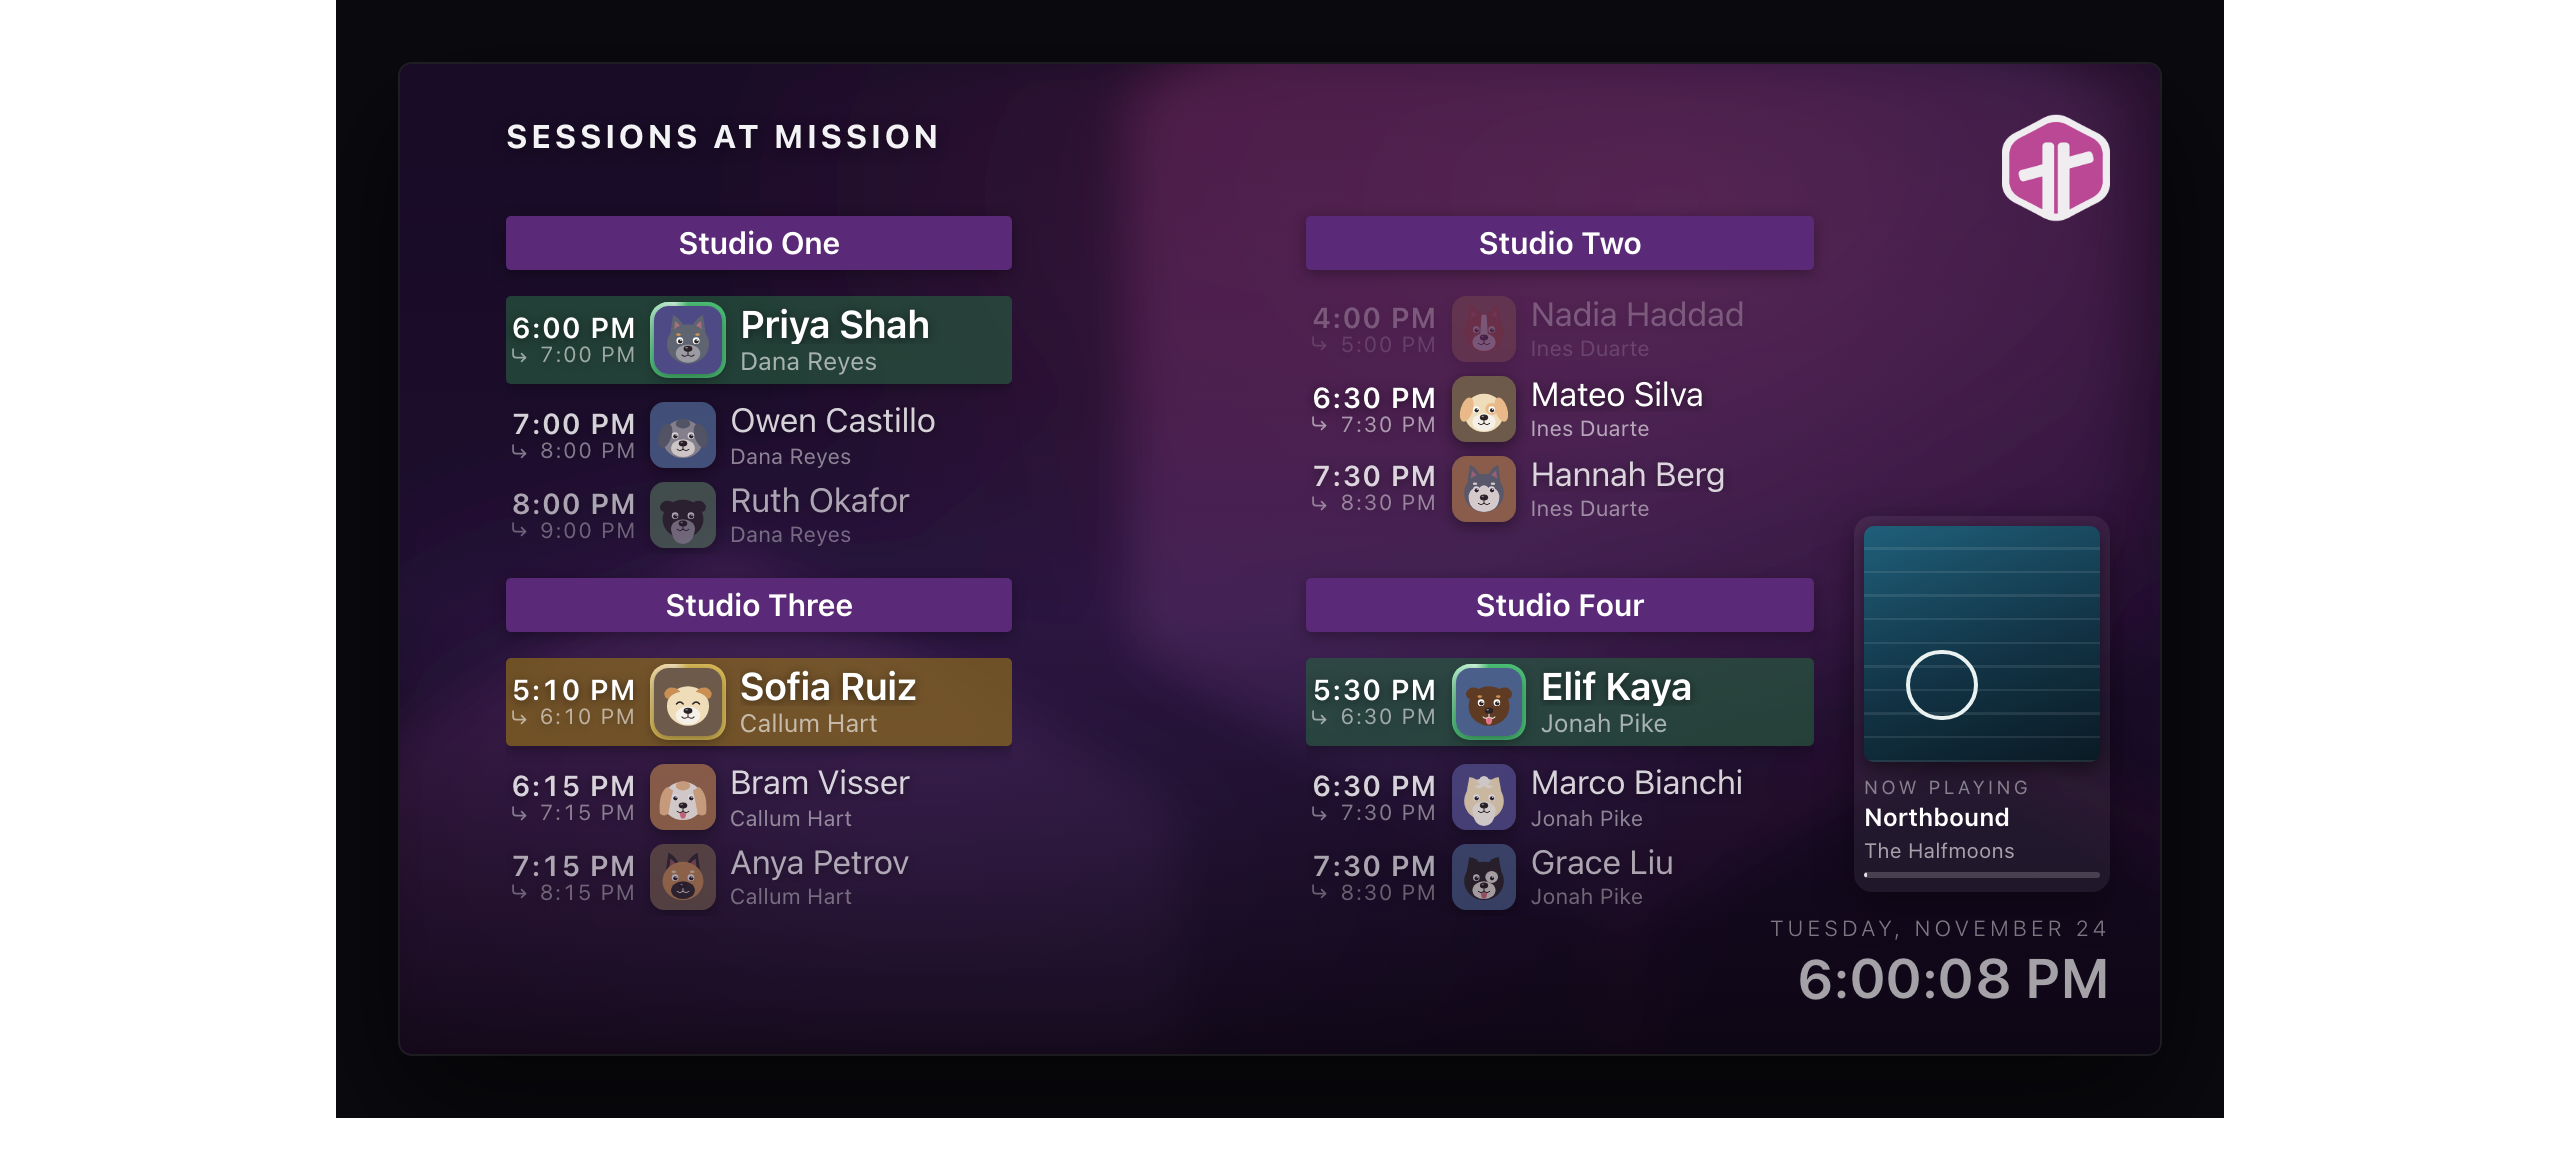 SESSIONS AT MISSION
Studio One
6:00 PM Priya Shah
↳ 7:00 PM Dana Reyes
7:00 PM Owen Castillo
↳ 8:00 PM Dana Reyes
8:00 PM Ruth Okafor
↳ 9:00 PM Dana Reyes
Studio Two
4:00 PM Nadia Haddad
↳ 5:00 PM Ines Duarte
6:30 PM Mateo Silva
↳ 7:30 PM Ines Duarte
7:30 PM Hannah Berg
↳ 8:30 PM Ines Duarte
Studio Three
5:10 PM Sofia Ruiz
↳ 6:10 PM Callum Hart
6:15 PM Bram Visser
↳ 7:15 PM Callum Hart
7:15 PM Anya Petrov
↳ 8:15 PM Callum Hart
Studio Four
5:30 PM Elif Kaya
↳ 6:30 PM Jonah Pike
6:30 PM Marco Bianchi
↳ 7:30 PM Jonah Pike
7:30 PM Grace Liu
↳ 8:30 PM Jonah Pike
NOW PLAYING
Northbound
The Halfmoons
TUESDAY, NOVEMBER 24
6:00:08 PM